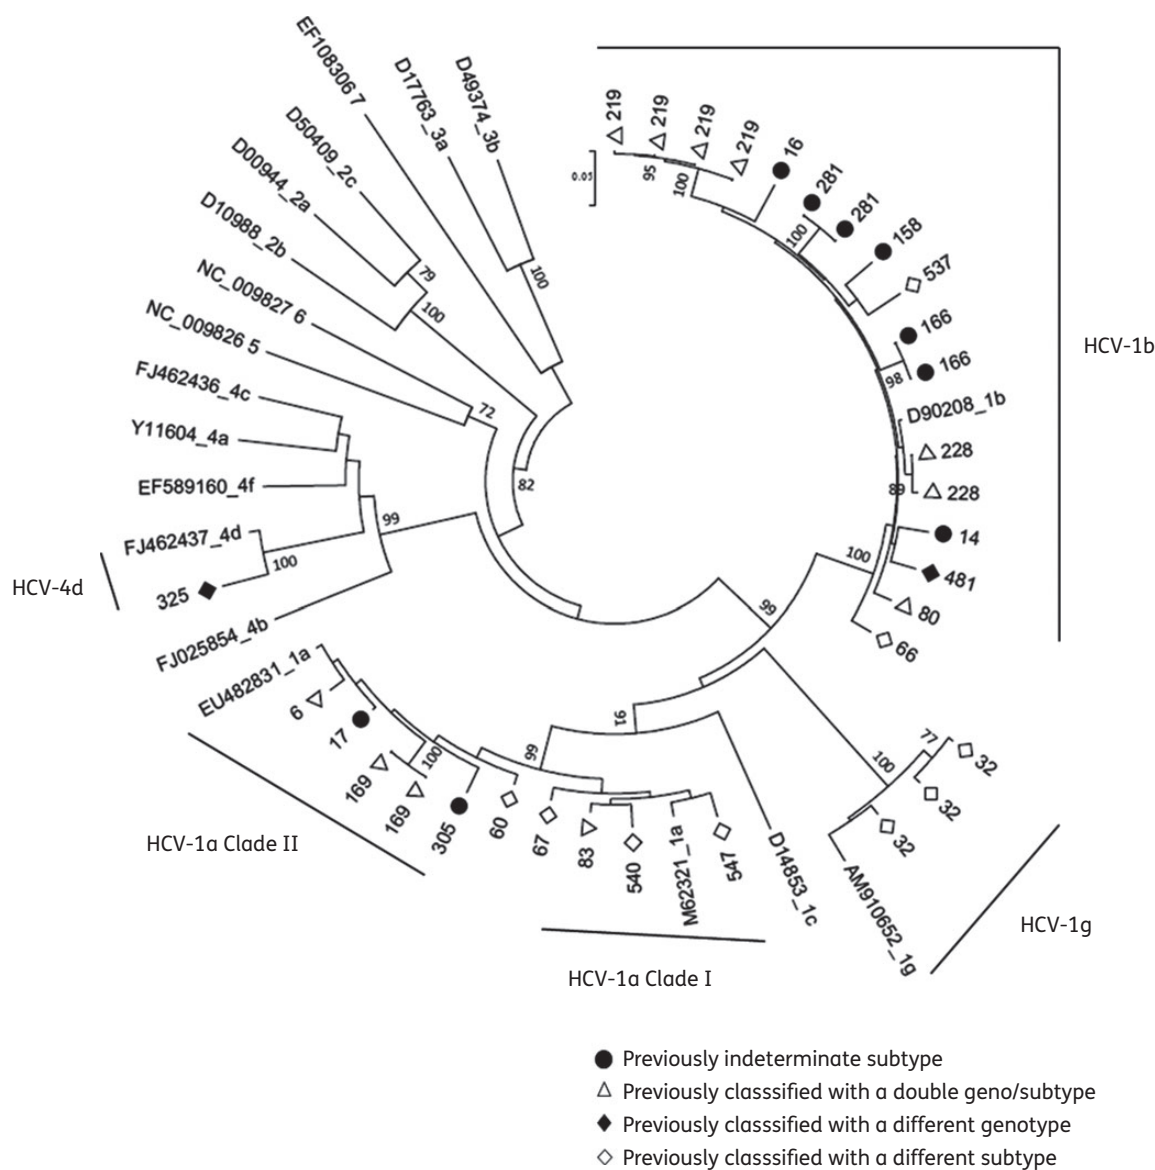 EF108306 7
D17763_3a
D49374_3b
D50409_2c
D00944_2a
D10988_2b
NC_009827 6
NC_009826 5
FJ462436_4c
Y11604_4a
EF589160_4f
FJ462437_4d
325
FJ025854_4b
HCV-4d
79
100
100
72
82
99
100
0.05
219
219
219
219
16
281
281
158
537
166
166
D90208_1b
228
228
14
481
80
66
95
100
100
98
89
100
99
HCV-1b
EU482831_1a
6
17
169
169
305
60
67
83
540
M62321_1a
547
D14853_1c
AM910652_1g
32
32
32
100
99
91
100
77
HCV-1a Clade II
HCV-1a Clade I
HCV-1g
Previously indeterminate subtype
Previously classsified with a double geno/subtype
Previously classsified with a different genotype
Previously classsified with a different subtype